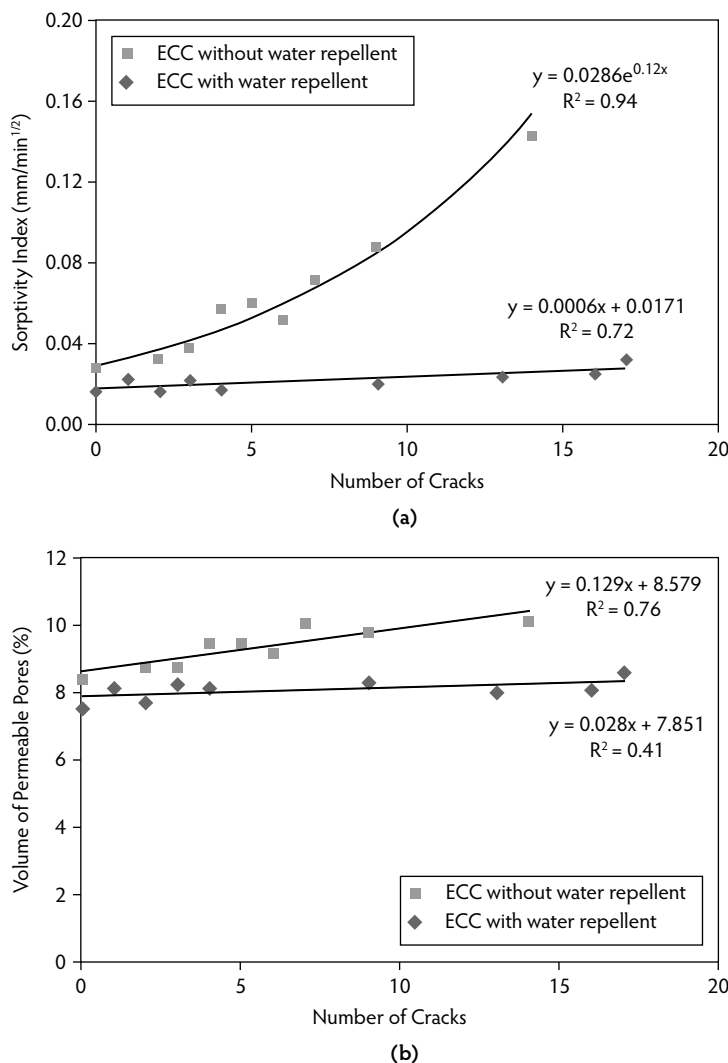 0.20
0.16
0.12
0.08
0.04
0.00
Sorptivity Index (mm/min^1/2)
ECC without water repellent
ECC with water repellent
y = 0.0286e^0.12x
R² = 0.94
y = 0.0006x + 0.0171
R² = 0.72
0 5 10 15 20
Number of Cracks
(a)
12
10
8
6
4
2
0
Volume of Permeable Pores (%)
y = 0.129x + 8.579
R² = 0.76
y = 0.028x + 7.851
R² = 0.41
ECC without water repellent
ECC with water repellent
0 5 10 15 20
Number of Cracks
(b)